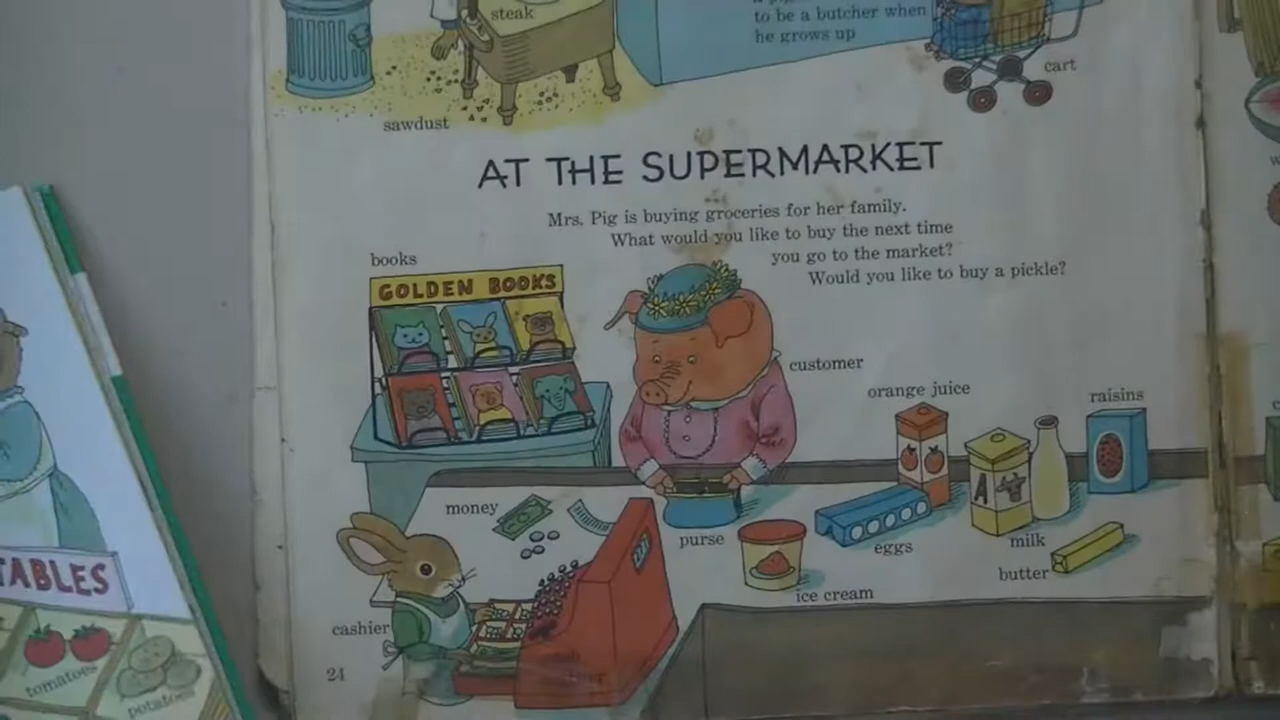 steak
to be a butcher when
he grows up
cart
sawdust
AT THE SUPERMARKET
Mrs. Pig is buying groceries for her family.
What would you like to buy the next time
you go to the market?
Would you like to buy a pickle?
books
GOLDEN BOOKS
customer
orange juice
raisins
money
purse
eggs
A
milk
butter
ice cream
cashier
24
TABLES
tomatoes
potatoes